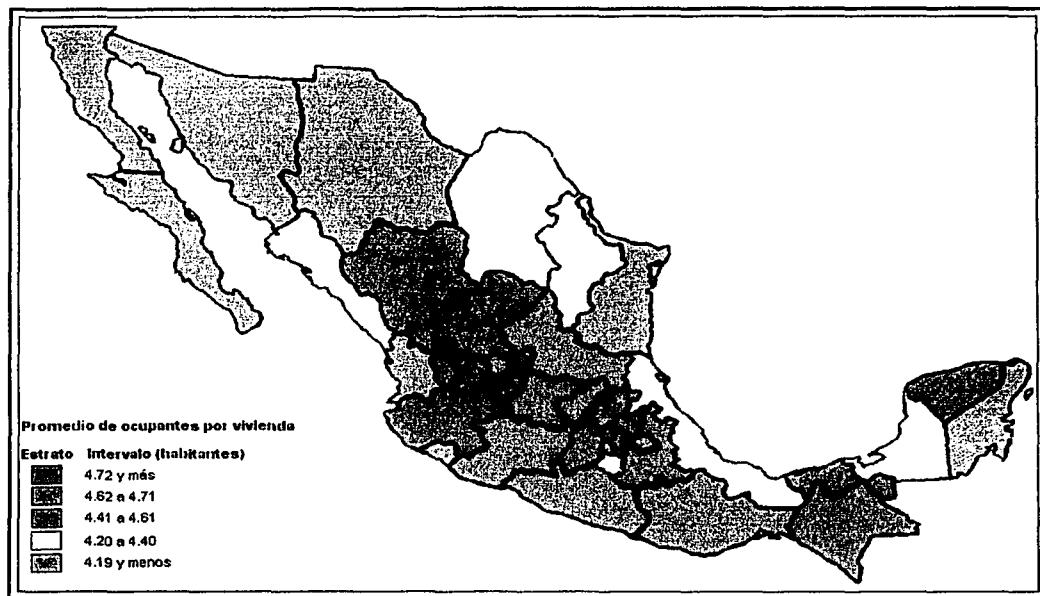 Promedio de ocupantes por vivienda
Estrato Intervalo (habitantes)
4.72 y más
4.62 a 4.71
4.41 a 4.61
4.20 a 4.40
4.19 y menos